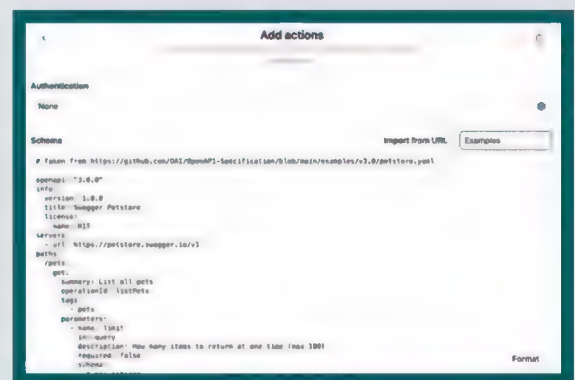 Add actions
Authentication
None
Schema
Import from URL
Examples
# Taken from https://github.com/OAI/OpenAPI-Specification/blob/main/examples/v3.0/petstore.yaml
openapi: "3.0.0"
info
version: 1.0.0
title: Swagger Petstore
license:
name: MIT
servers
- url: https://petstore.swagger.io/v1
paths
/pets
get:
summary: List all pets
operationId: listPets
tags
- pets
parameters:
- name: limit
in: query
description: How many items to return at one time (max 100)
required: false
schema:
Format